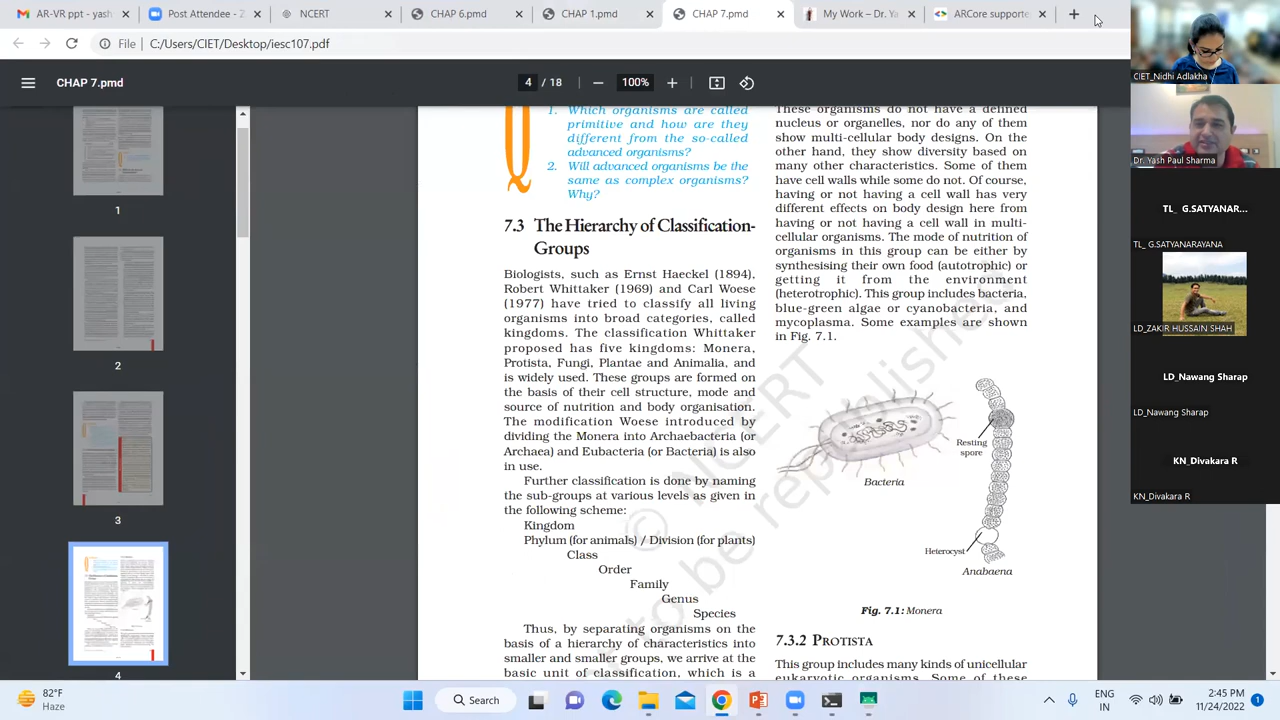 AR-VR ppt - yashsharm
Post Attendee - Z
NCERT
CHAP 6.pmd
CHAP 1.pmd
CHAP 7.pmd
My Work – Dr. Ya
ARCore supporte
File
C:/Users/CIET/Desktop/iesc107.pdf
CHAP 7.pmd
4 / 18
100%
1
2
3
4
1. Which organisms are called
primitive and how are they
different from the so-called
advanced organisms?
2. Will advanced organisms be the
same as complex organisms?
Why?
7.3 The Hierarchy of Classification-
Groups
Biologists, such as Ernst Haeckel (1894),
Robert Whittaker (1969) and Carl Woese
(1977) have tried to classify all living
organisms into broad categories, called
kingdoms. The classification Whittaker
proposed has five kingdoms: Monera,
Protista, Fungi, Plantae and Animalia, and
is widely used. These groups are formed on
the basis of their cell structure, mode and
source of nutrition and body organisation.
The modification Woese introduced by
dividing the Monera into Archaebacteria (or
Archaea) and Eubacteria (or Bacteria) is also
in use.
Further classification is done by naming
the sub-groups at various levels as given in
the following scheme:
Kingdom
Phylum (for animals) / Division (for plants)
Class
Order
Family
Genus
Species
Thus, by separating organisms on the
basis of a hierarchy of characteristics into
smaller and smaller groups, we arrive at the
basic unit of classification, which is a
These organisms do not have a defined
nucleus or organelles, nor do any of them
show multi-cellular body designs. On the
other hand, they show diversity based on
many other characteristics. Some of them
have cell walls while some do not. Of course,
having or not having a cell wall has very
different effects on body design here from
having or not having a cell wall in multi-
cellular organisms. The mode of nutrition of
organisms in this group can be either by
synthesising their own food (autotrophic) or
getting it from the environment
(heterotrophic). This group includes bacteria,
blue-green algae or cyanobacteria, and
mycoplasma. Some examples are shown
in Fig. 7.1.
Resting
spore
Bacteria
Heterocyst
Anabaena
Fig. 7.1: Monera
7.3.2 PROTISTA
This group includes many kinds of unicellular
eukaryotic organisms. Some of these
© NCERT
not to be republished
CIET_Nidhi Adlakha
Dr. Yash Paul Sharma
TL_ G.SATYANAR...
TL_ G.SATYANARAYANA
LD_ZAKIR HUSSAIN SHAH
LD_Nawang Sharap
LD_Nawang Sharap
KN_Divakara R
KN_Divakara R
82°F
Haze
Search
ENG
IN
2:45 PM
11/24/2022
1